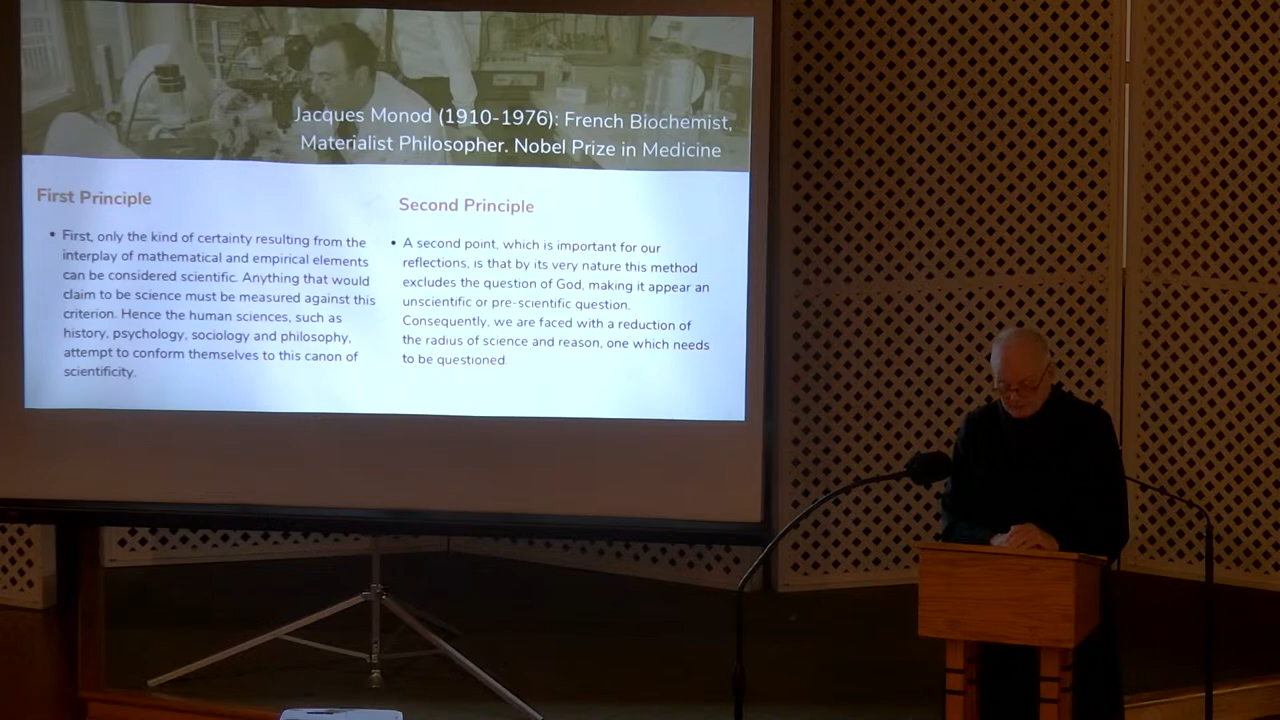 Jacques Monod (1910-1976): French Biochemist,
Materialist Philosopher. Nobel Prize in Medicine
First Principle
• First, only the kind of certainty resulting from the
interplay of mathematical and empirical elements
can be considered scientific. Anything that would
claim to be science must be measured against this
criterion. Hence the human sciences, such as
history, psychology, sociology and philosophy,
attempt to conform themselves to this canon of
scientificity.
Second Principle
• A second point, which is important for our
reflections, is that by its very nature this method
excludes the question of God, making it appear an
unscientific or pre-scientific question.
Consequently, we are faced with a reduction of
the radius of science and reason, one which needs
to be questioned.